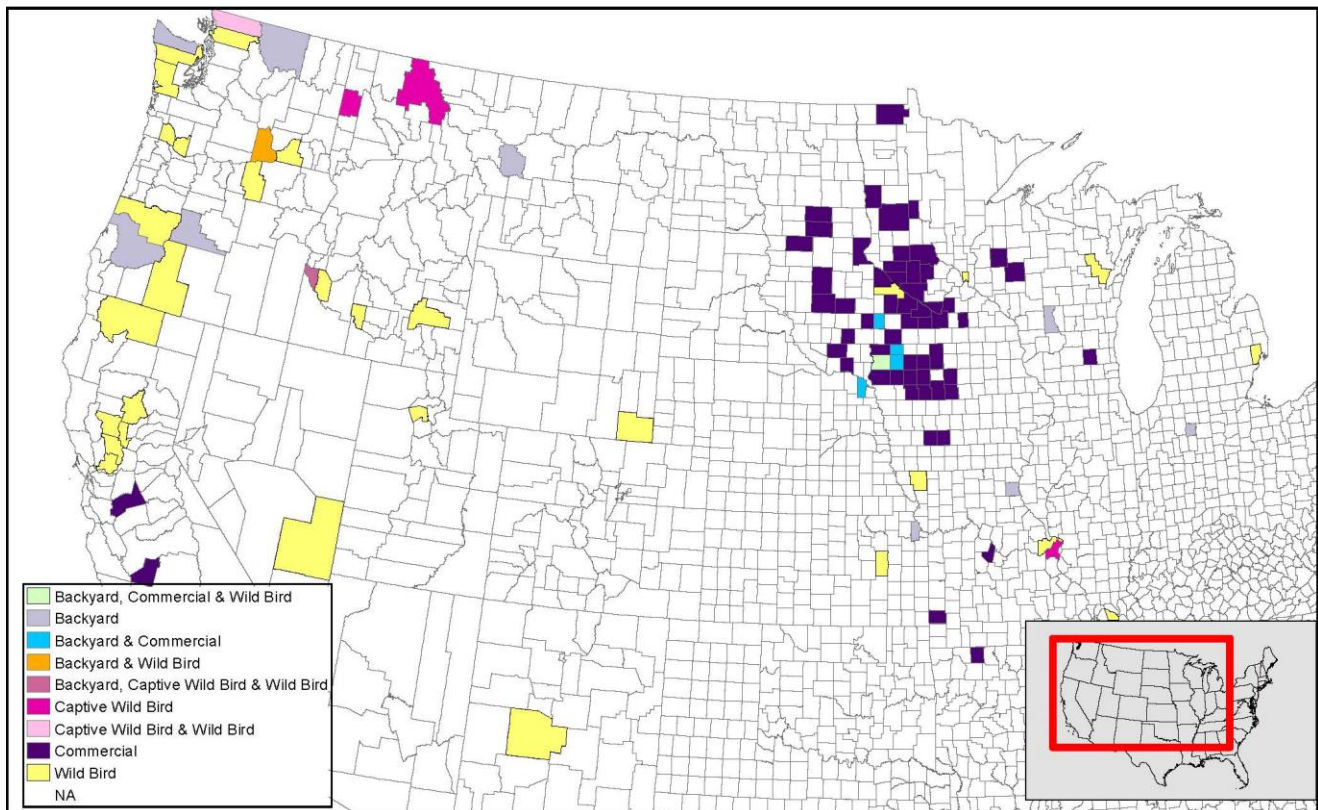 Backyard, Commercial & Wild Bird
Backyard
Backyard & Commercial
Backyard & Wild Bird
Backyard, Captive Wild Bird & Wild Bird
Captive Wild Bird
Captive Wild Bird & Wild Bird
Commercial
Wild Bird
NA